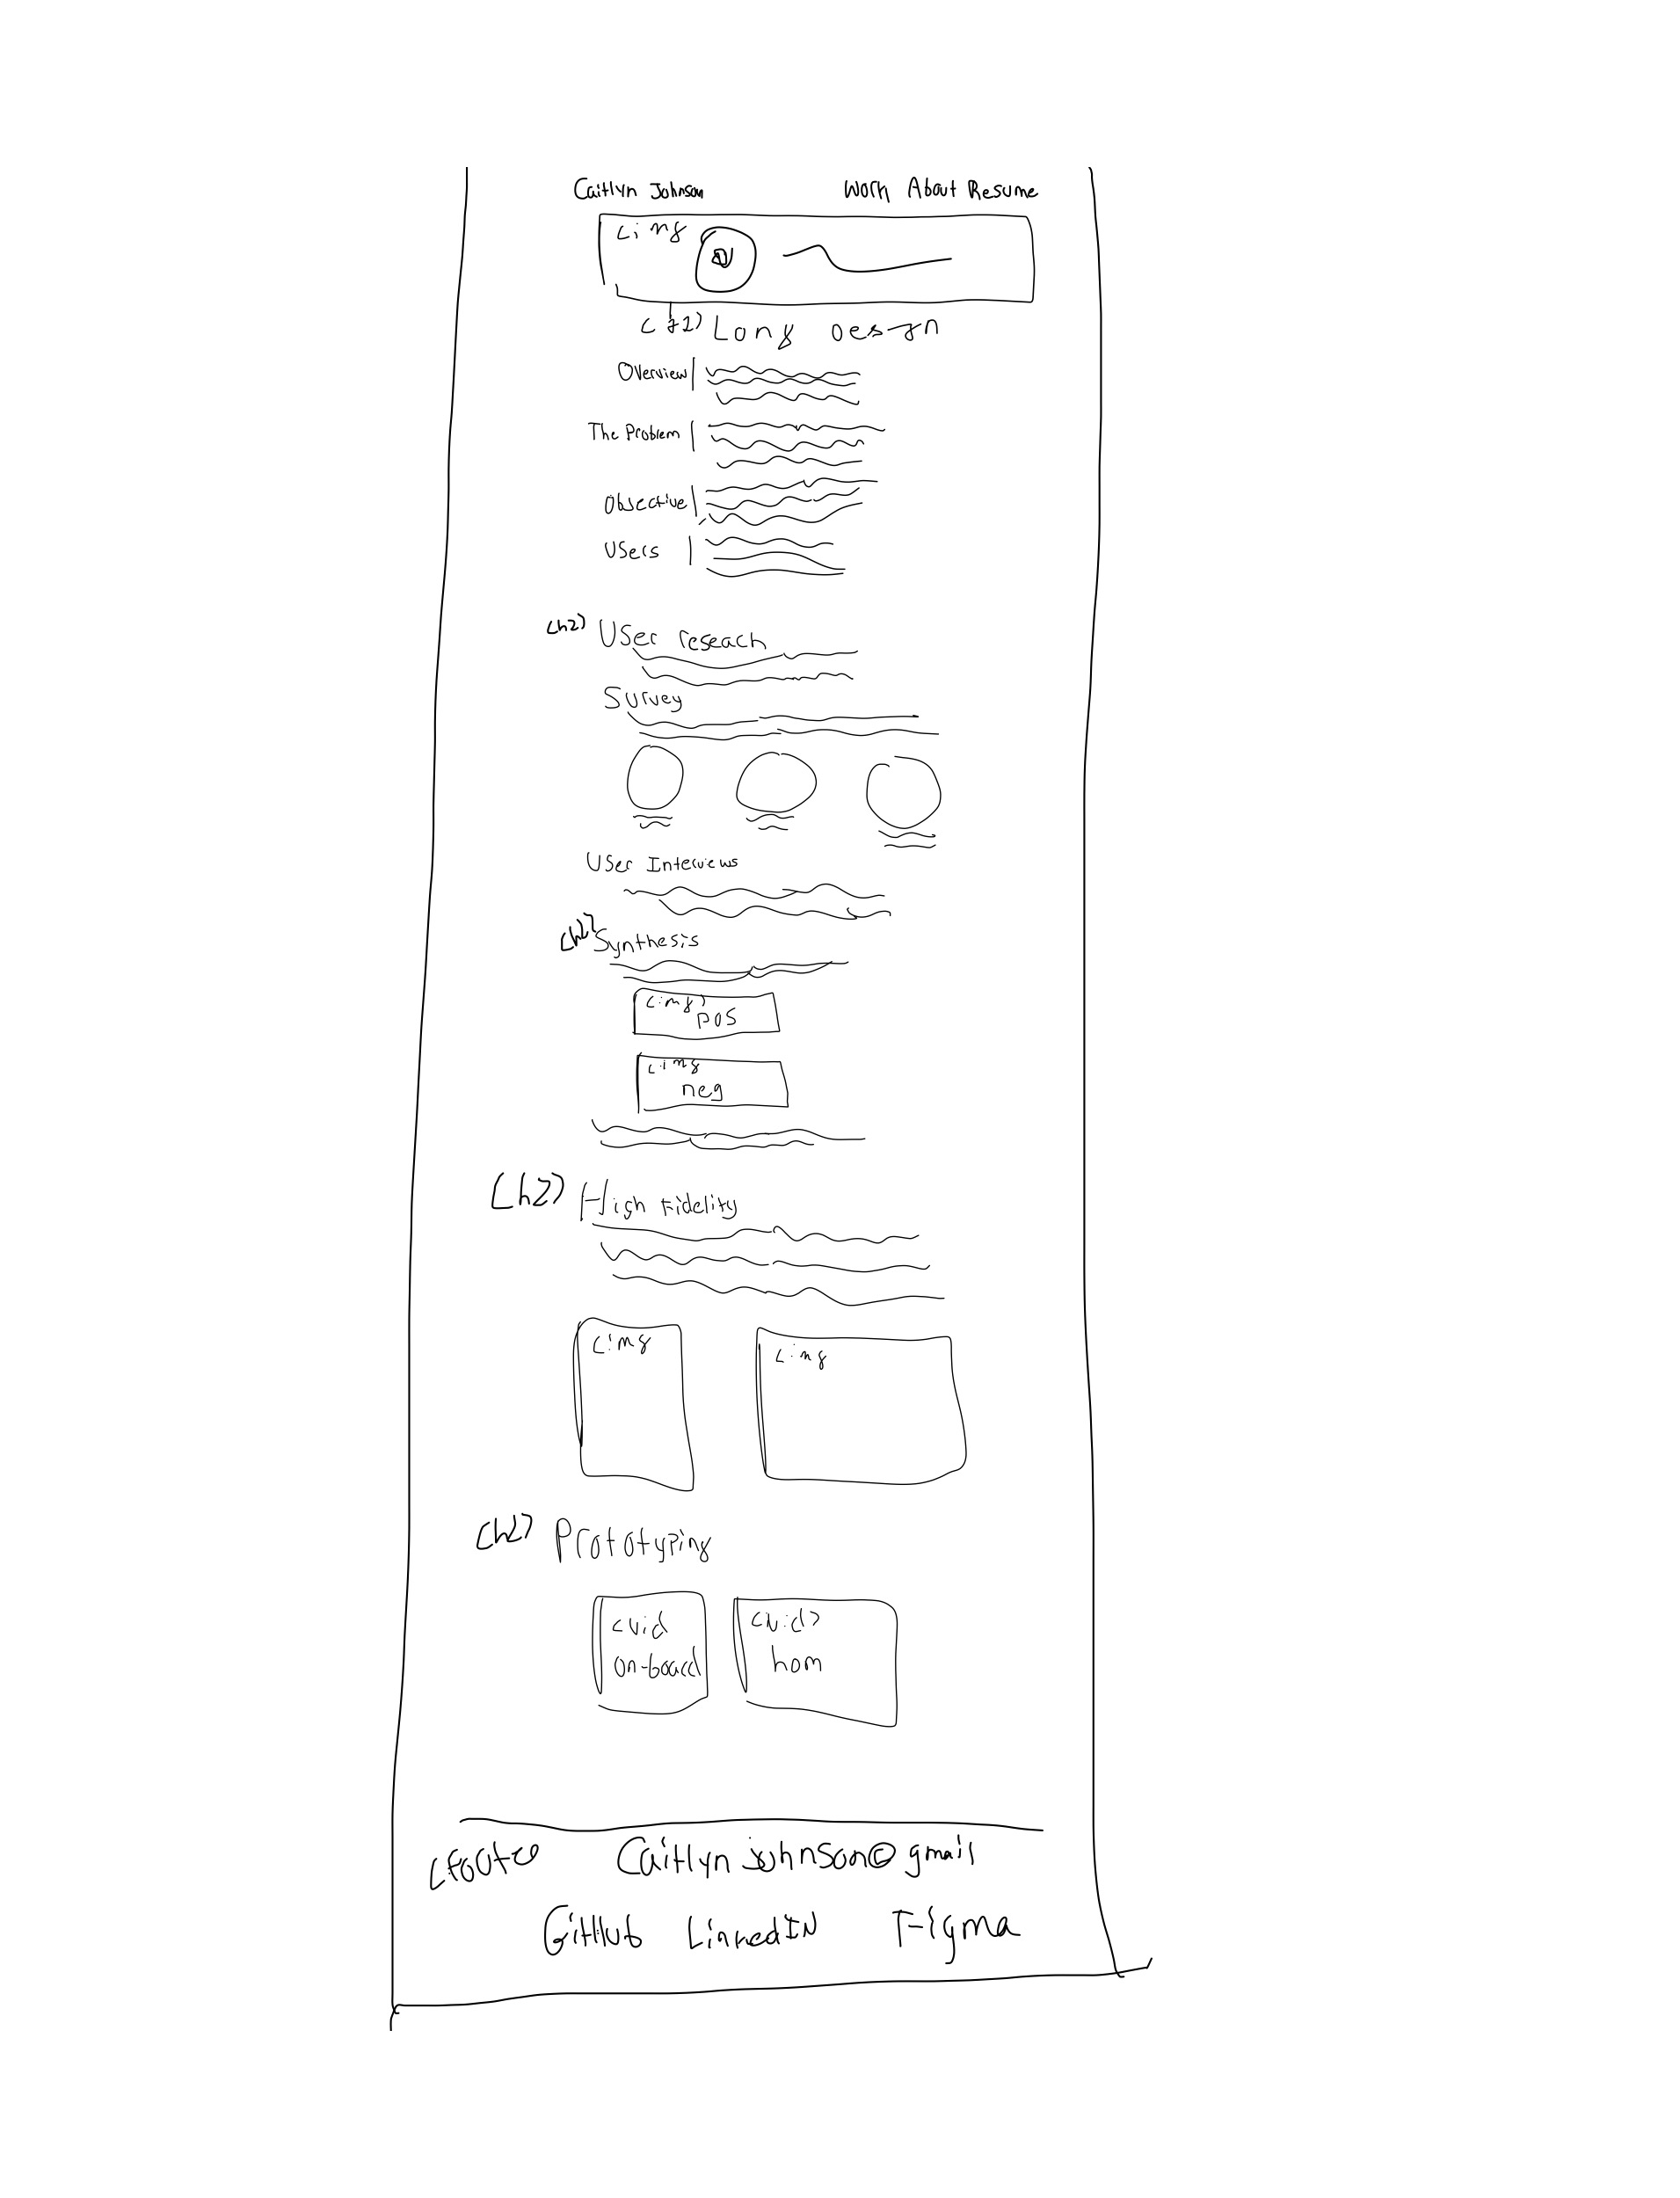 Caitlyn Johnson Work About Resume
<img
<h1> Long Design
Overview|
The Problem |
Objective|
Users |
<h2> User reseach
Survey
User Interviews
<h2> Synthesis
<img>
pos
<img
neg
<h2> High Fidelity
<img <img
<h2> Prototyping
<vid <vid>
on-board hom
<foote Caitlyn johnson@gmail
GitHub LinkedIN Figma